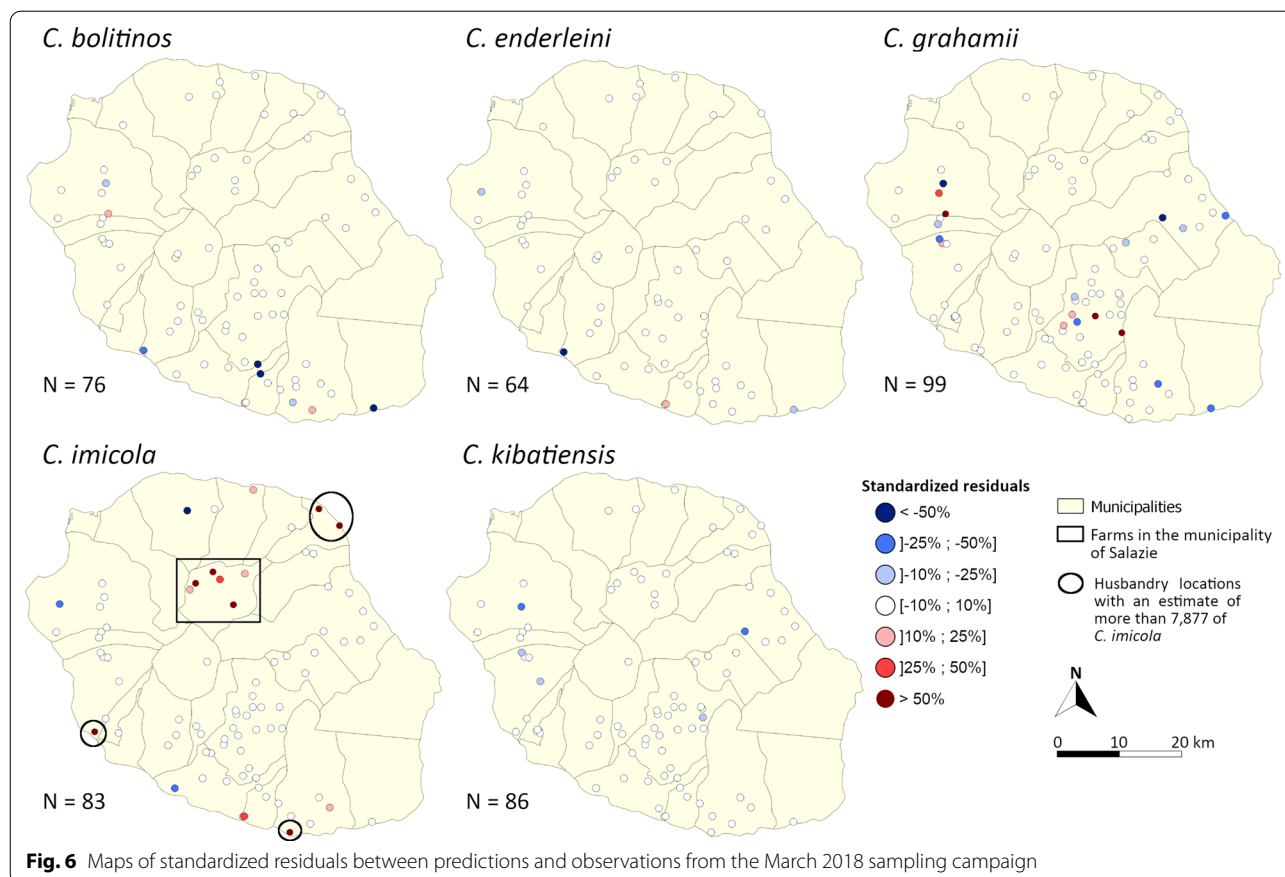 C. bolitinos
C. enderleini
C. grahamii
N = 76
N = 64
N = 99
C. imicola
C. kibatiensis
N = 83
N = 86
Standardized residuals
< -50%
]-25% ; -50%]
]-10% ; -25%]
[-10% ; 10%]
]10% ; 25%]
]25% ; 50%]
> 50%
Municipalities
Farms in the municipality
of Salazie
Husbandry locations
with an estimate of
more than 7,877 of
C. imicola
N
0 10 20 km
Fig. 6 Maps of standardized residuals between predictions and observations from the March 2018 sampling campaign